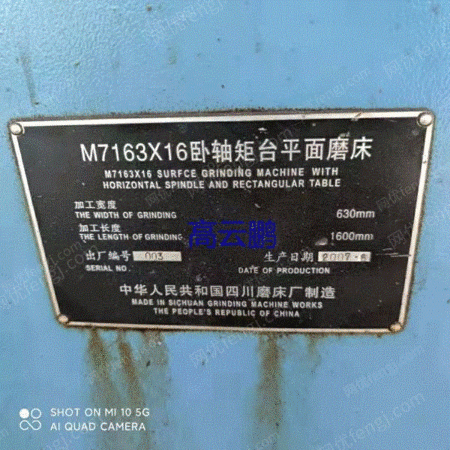 M7163X16卧轴矩台平面磨床
M7163X16 SURFCE GRINDING MACHINE WITH
HORIZONTAL SPINDLE AND RECTANGULAR TABLE
加工宽度
THE WIDTH OF GRINDING 630mm
加工长度
THE LENGTH OF GRINDING 1600mm
高云鹏
出厂编号 003 生产日期 2007.6
SERIAL NO. DATE OF PRODUCTION
中华人民共和国四川磨床厂制造
MADE IN SICHUAN GRINDING MACHINE WORKS
THE PEOPLE'S REPUBLIC OF CHINA
SHOT ON MI 10 5G
AI QUAD CAMERA